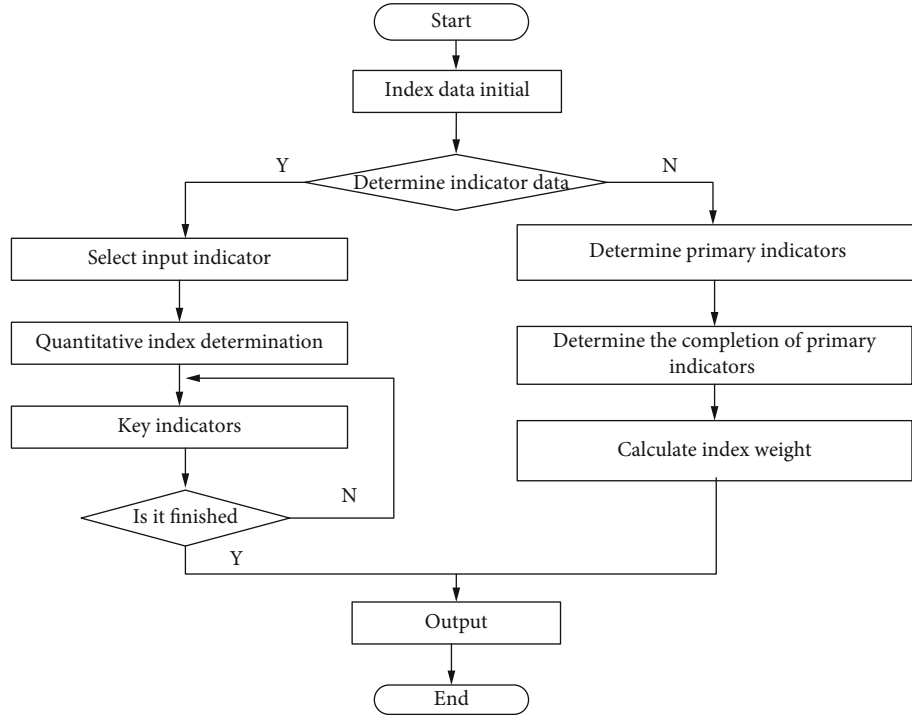 Start
Index data initial
Y
N
Determine indicator data
Select input indicator
Determine primary indicators
Quantitative index determination
Determine the completion of primary
indicators
Key indicators
Calculate index weight
N
Is it finished
Y
Output
End